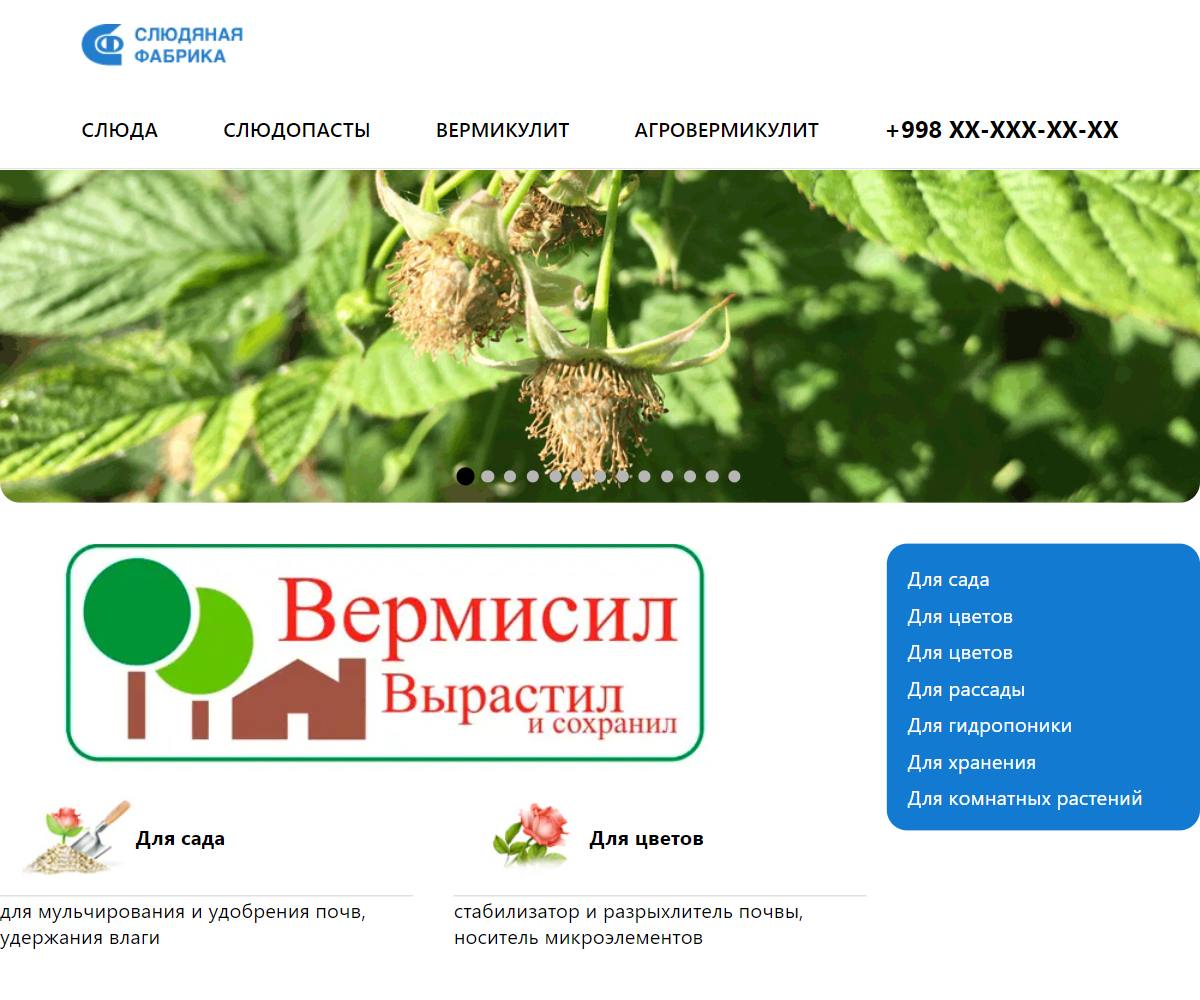 СЛЮДЯНАЯ
ФАБРИКА
СЛЮДА СЛЮДОПАСТЫ ВЕРМИКУЛИТ АГРОВЕРМИКУЛИТ +998 XX-XXX-XX-XX
Вермисил
Вырастил
и сохранил
Для сада
Для цветов
Для цветов
Для рассады
Для гидропоники
Для хранения
Для комнатных растений
Для сада
для мульчирования и удобрения почв,
удержания влаги
Для цветов
стабилизатор и разрыхлитель почвы,
носитель микроэлементов